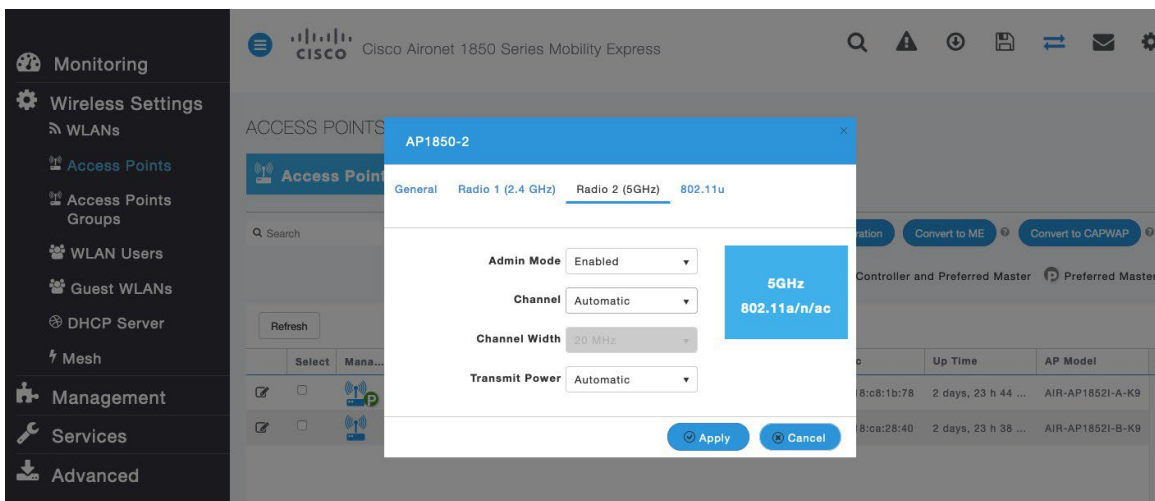 Monitoring
Wireless Settings
WLANs
Access Points
Access Points
Groups
WLAN Users
Guest WLANs
DHCP Server
Mesh
Management
Services
Advanced
CISCO Cisco Aironet 1850 Series Mobility Express
ACCESS POINTS
Access Point
Search
Convert to ME
Convert to CAPWAP
Controller and Preferred Master P Preferred Master
Refresh
Select Mana... Up Time AP Model
P 18:c8:1b:78 2 days, 23 h 44 ... AIR-AP1852I-A-K9
18:ca:28:40 2 days, 23 h 38 ... AIR-AP1852I-B-K9
AP1850-2
General Radio 1 (2.4 GHz) Radio 2 (5GHz) 802.11u
Admin Mode Enabled
Channel Automatic
Channel Width 20 MHz
Transmit Power Automatic
5GHz
802.11a/n/ac
Apply Cancel